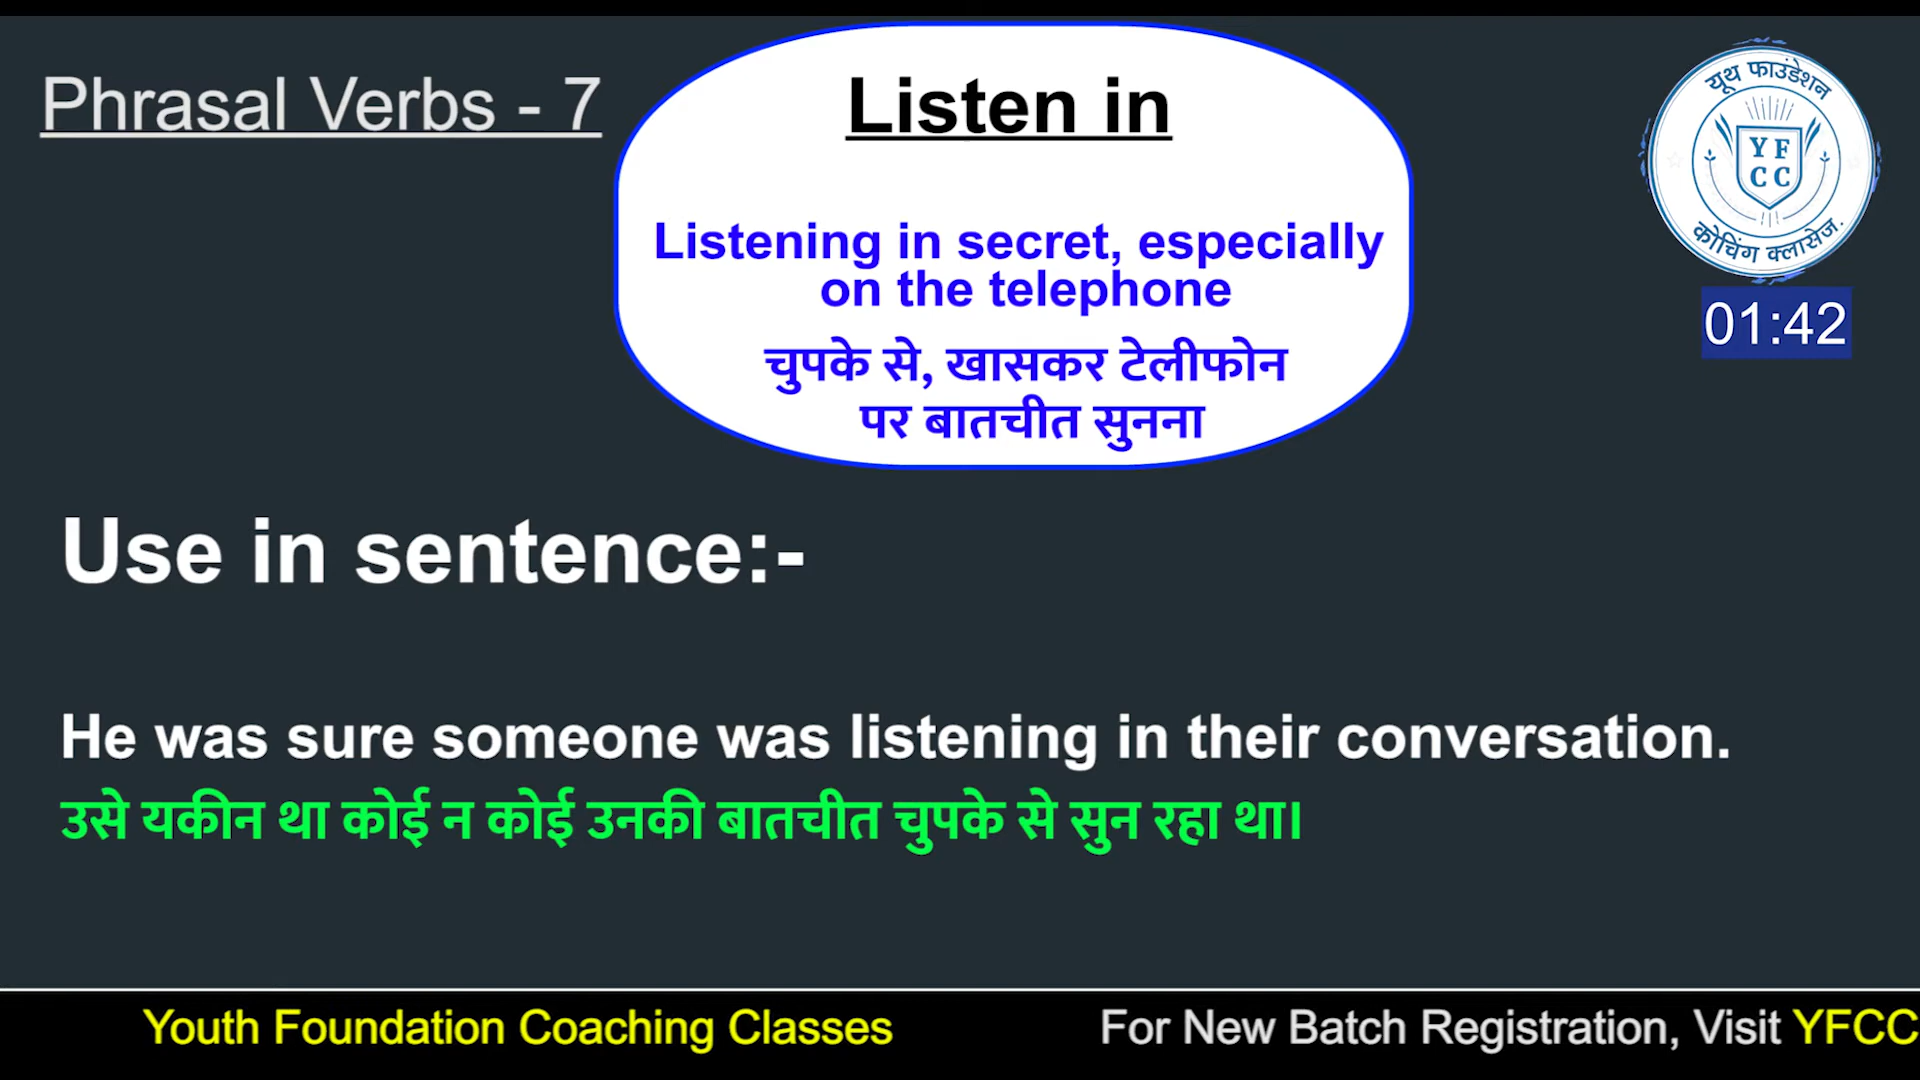 Phrasal Verbs - 7
Listen in
Listening in secret, especially
on the telephone
चुपके से, खासकर टेलीफोन
पर बातचीत सुनना
यूथ फाउंडेशन
Y F
C C
कोचिंग क्लासेज.
01:42
Use in sentence:-
He was sure someone was listening in their conversation.
उसे यकीन था कोई न कोई उनकी बातचीत चुपके से सुन रहा था।
Youth Foundation Coaching Classes
For New Batch Registration, Visit YFCC